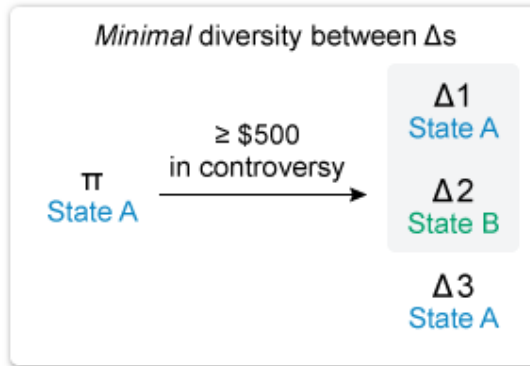 Minimal diversity between Δs
≥ $500
in controversy
π
State A
Δ1
State A
Δ2
State B
Δ3
State A